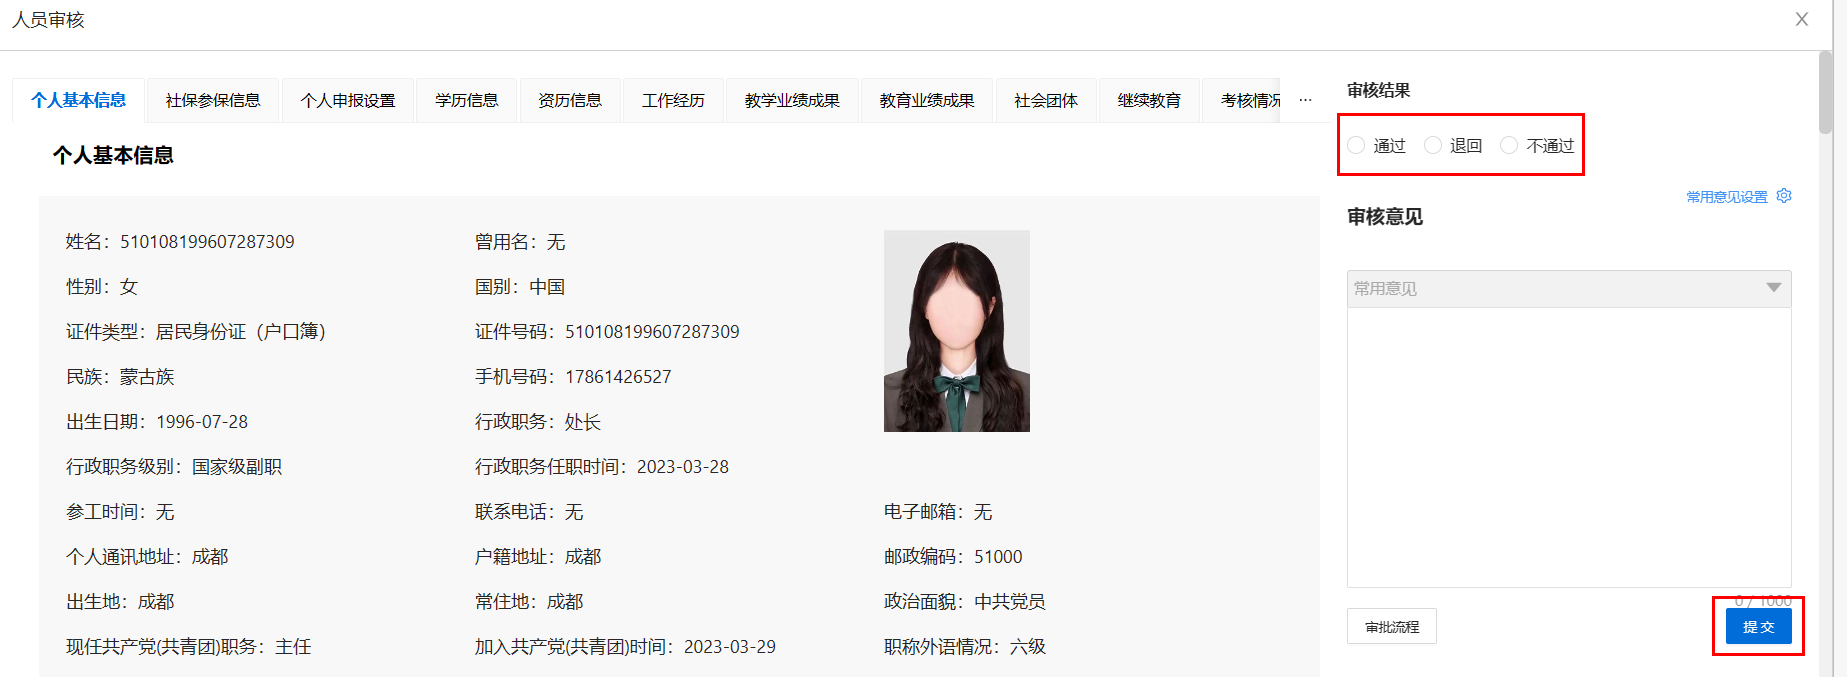 人员审核
个人基本信息 社保参保信息 个人申报设置 学历信息 资历信息 工作经历 教学业绩成果 教育业绩成果 社会团体 继续教育 考核情况 ···
个人基本信息
姓名：510108199607287309 曾用名：无
性别：女 国别：中国
证件类型：居民身份证（户口簿） 证件号码：510108199607287309
民族：蒙古族 手机号码：17861426527
出生日期：1996-07-28 行政职务：处长
行政职务级别：国家级副职 行政职务任职时间：2023-03-28
参工时间：无 联系电话：无 电子邮箱：无
个人通讯地址：成都 户籍地址：成都 邮政编码：51000
出生地：成都 常住地：成都 政治面貌：中共党员
现任共产党(共青团)职务：主任 加入共产党(共青团)时间：2023-03-29 职称外语情况：六级
审核结果
通过 退回 不通过
常用意见设置
审核意见
常用意见
0 / 1000
审批流程 提交